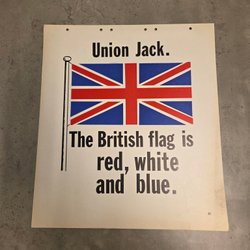 Union Jack.
The British flag is
red, white
and blue.